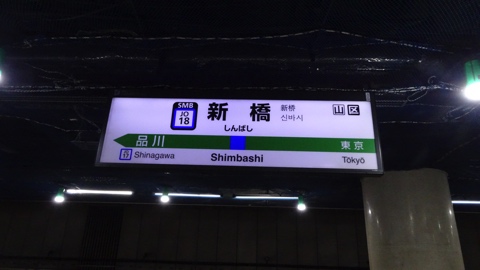 SMB
JO
18
新橋
新桥
신바시
山区
しんばし
品川
東京
JO
17
Shinagawa
Shimbashi
Tōkyō